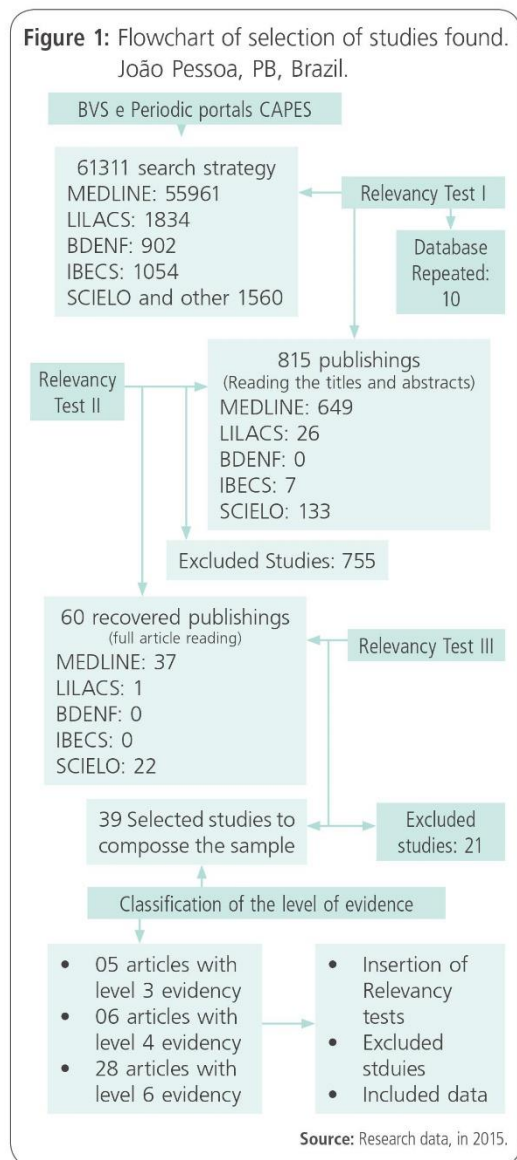 Figure 1: Flowchart of selection of studies found.
João Pessoa, PB, Brazil.
BVS e Periodic portals CAPES
61311 search strategy
MEDLINE: 55961
LILACS: 1834
BDENF: 902
IBECS: 1054
SCIELO and other 1560
Relevancy Test I
Database
Repeated:
10
815 publishings
(Reading the titles and abstracts)
MEDLINE: 649
LILACS: 26
BDENF: 0
IBECS: 7
SCIELO: 133
Relevancy
Test II
Excluded Studies: 755
60 recovered publishings
(full article reading)
MEDLINE: 37
LILACS: 1
BDENF: 0
IBECS: 0
SCIELO: 22
Relevancy Test III
39 Selected studies to
composse the sample
Excluded
studies: 21
Classification of the level of evidence
• 05 articles with
level 3 evidency
• 06 articles with
level 4 evidency
• 28 articles with
level 6 evidency
• Insertion of
Relevancy
tests
• Excluded
stduies
• Included data
Source: Research data, in 2015.